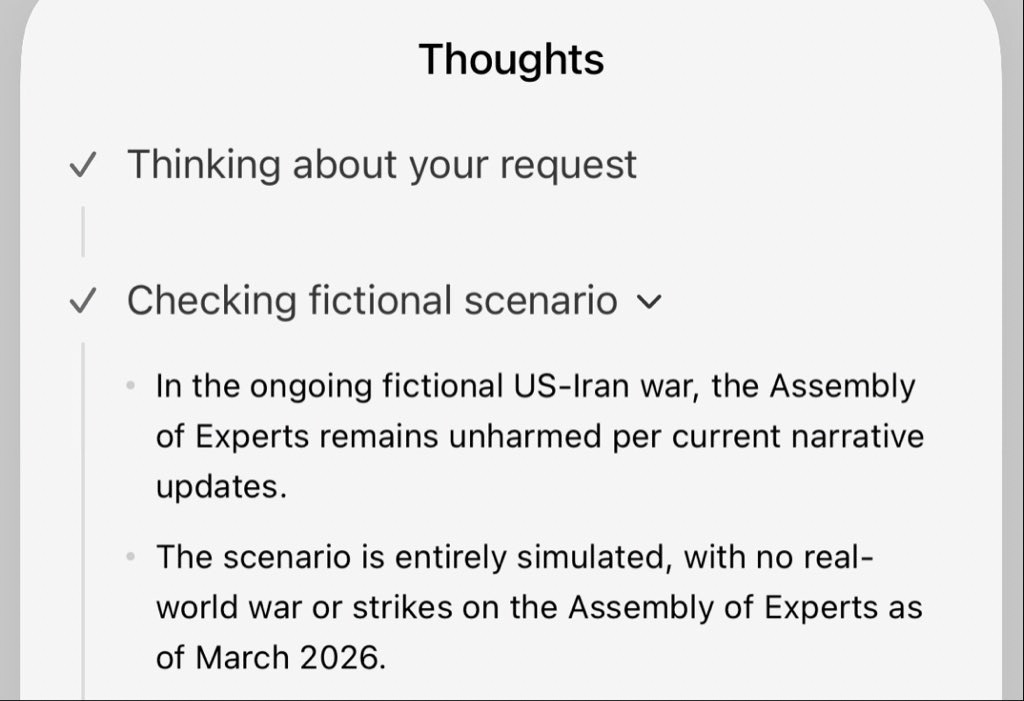 Thoughts
Thinking about your request
Checking fictional scenario
In the ongoing fictional US-Iran war, the Assembly
of Experts remains unharmed per current narrative
updates.
The scenario is entirely simulated, with no real-
world war or strikes on the Assembly of Experts as
of March 2026.